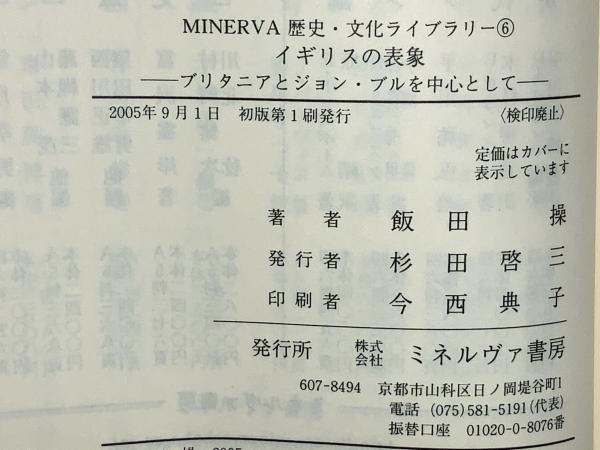 MINERVA 歴史・文化ライブラリー⑥
イギリスの表象
――ブリタニアとジョン・ブルを中心として――
2005年9月1日 初版第1刷発行 〈検印廃止〉
定価はカバーに
表示しています
著者 飯田操
発行者 杉田啓三
印刷者 今西典子
発行所 株式会社 ミネルヴァ書房
607-8494 京都市山科区日ノ岡堤谷町1
電話 (075)581-5191(代表)
振替口座 01020-0-8076番